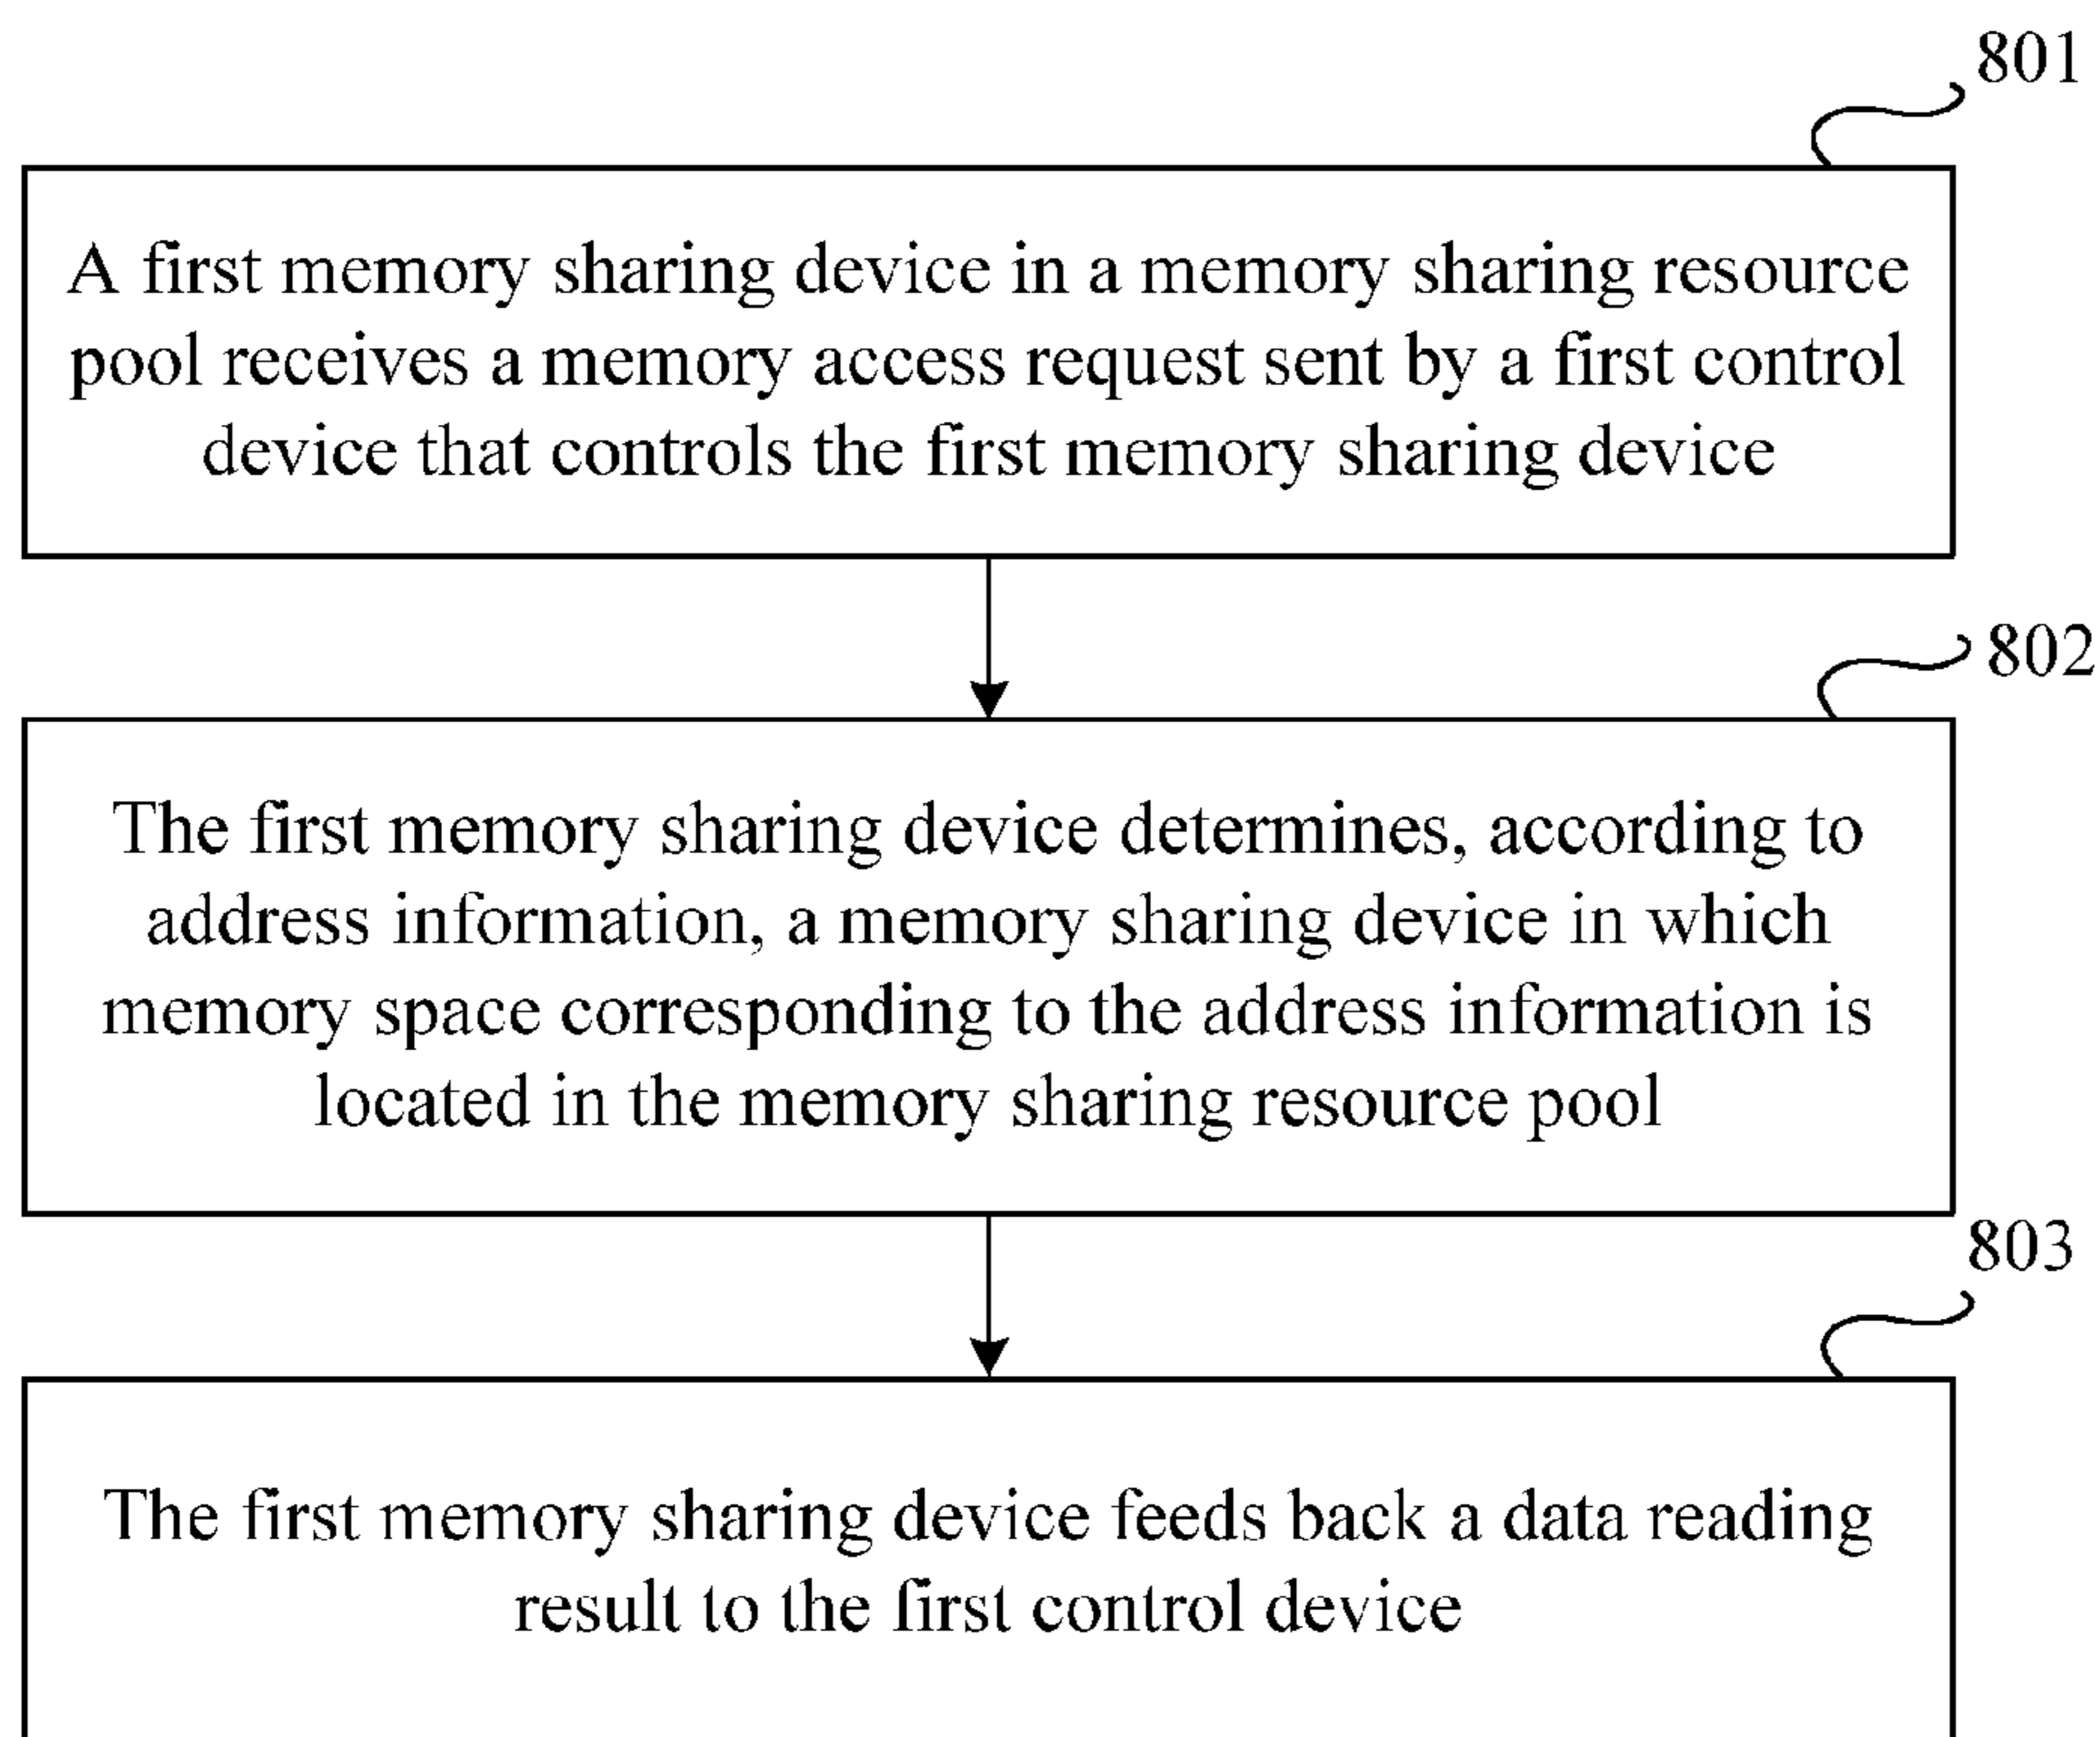 801
A first memory sharing device in a memory sharing resource
pool receives a memory access request sent by a first control
device that controls the first memory sharing device
802
The first memory sharing device determines, according to
address information, a memory sharing device in which
memory space corresponding to the address information is
located in the memory sharing resource pool
803
The first memory sharing device feeds back a data reading
result to the first control device